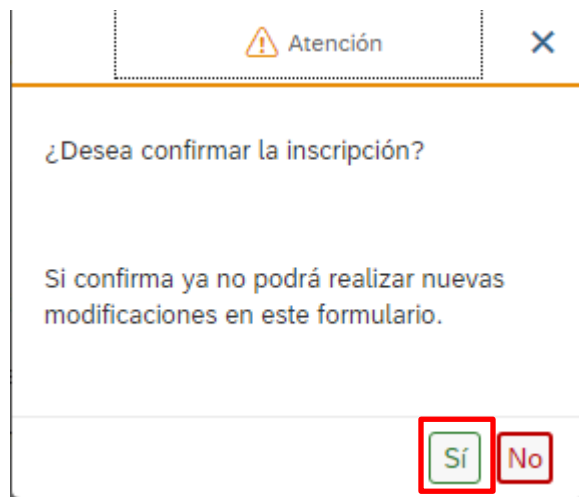 Atención
¿Desea confirmar la inscripción?
Si confirma ya no podrá realizar nuevas
modificaciones en este formulario.
Sí No